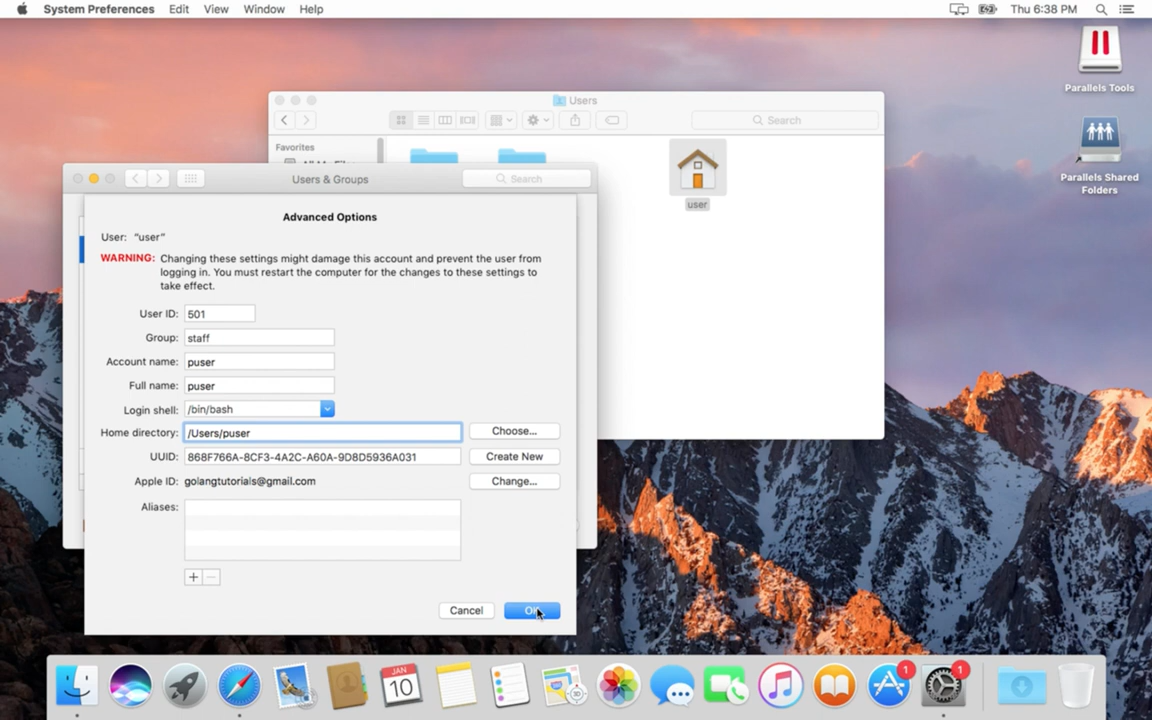 System Preferences Edit View Window Help
Thu 6:38 PM
Parallels Tools
Parallels Shared
Folders
Users
Search
Favorites
user
Users & Groups
Search
Advanced Options
User: "user"
WARNING: Changing these settings might damage this account and prevent the user from
logging in. You must restart the computer for the changes to these settings to
take effect.
User ID: 501
Group: staff
Account name: puser
Full name: puser
Login shell: /bin/bash
Home directory: /Users/puser Choose...
UUID: 868F766A-8CF3-4A2C-A60A-9D8D5936A031 Create New
Apple ID: golangtutorials@gmail.com Change...
Aliases:
+ −
Cancel
JAN
10
1
1